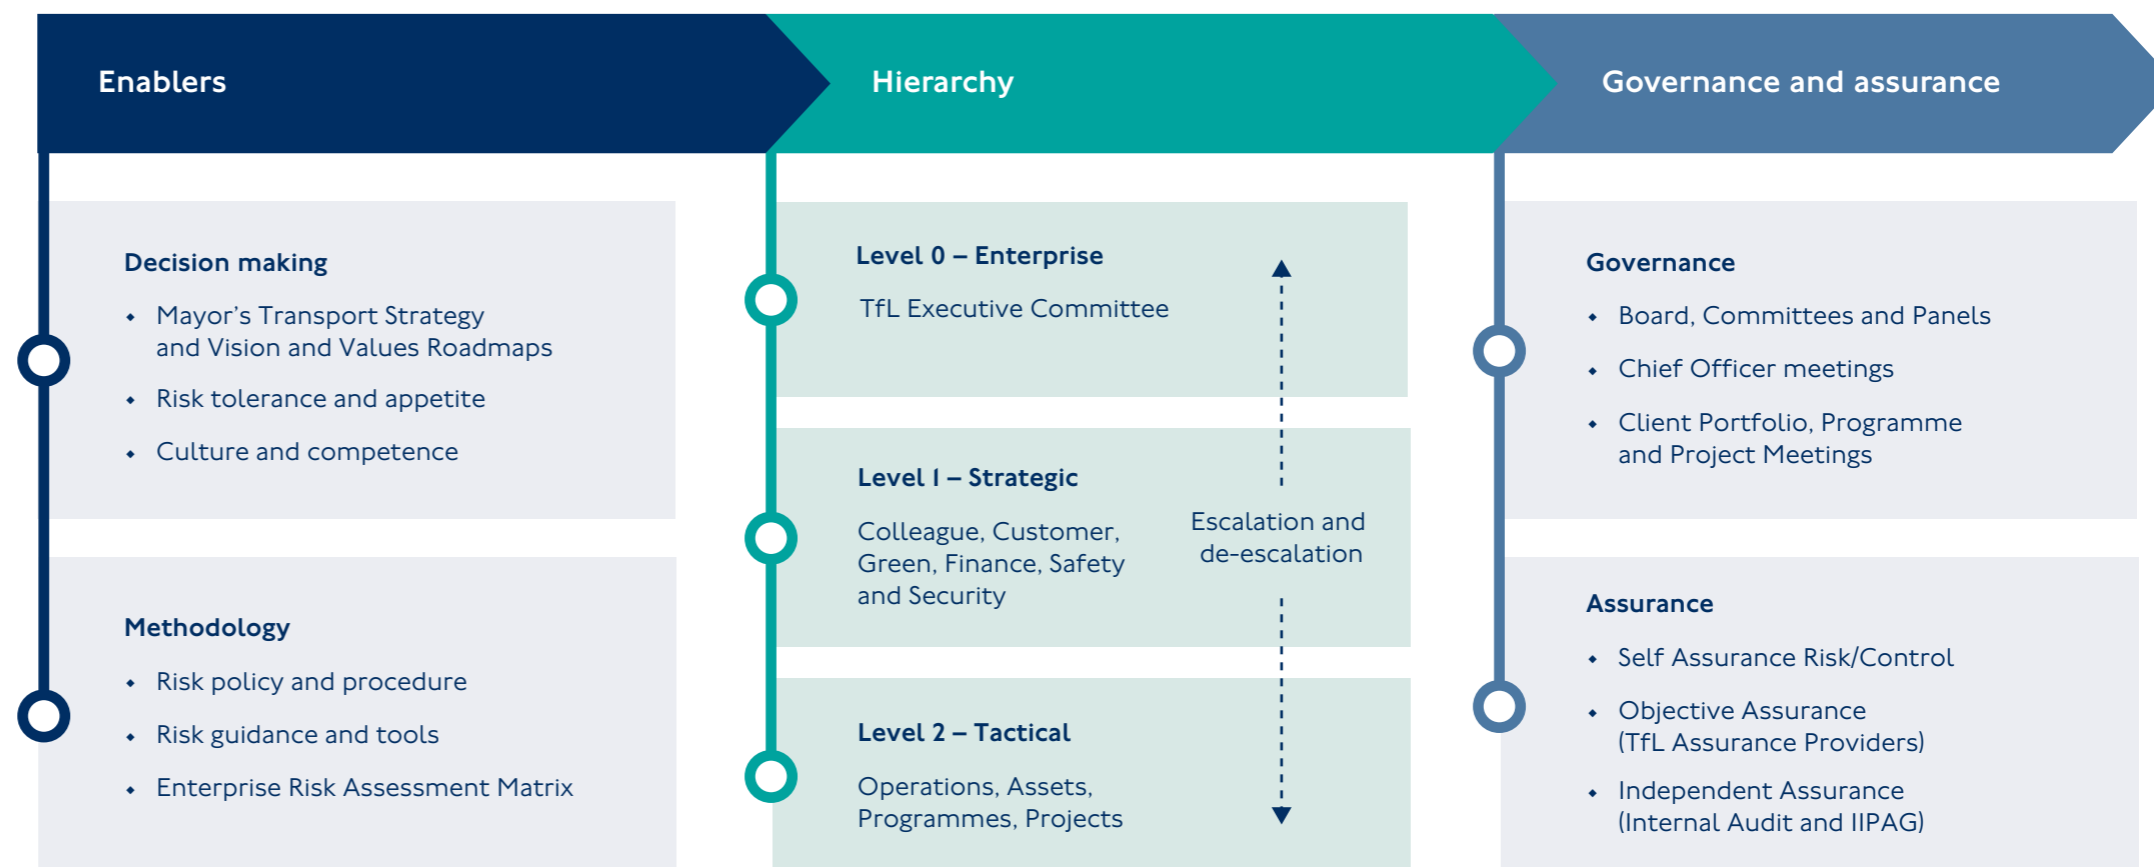 Enablers
Hierarchy
Governance and assurance
Decision making
• Mayor's Transport Strategy
and Vision and Values Roadmaps
• Risk tolerance and appetite
• Culture and competence
Methodology
• Risk policy and procedure
• Risk guidance and tools
• Enterprise Risk Assessment Matrix
Level 0 – Enterprise
TfL Executive Committee
Level 1 – Strategic
Colleague, Customer,
Green, Finance, Safety
and Security
Escalation and
de-escalation
Level 2 – Tactical
Operations, Assets,
Programmes, Projects
Governance
• Board, Committees and Panels
• Chief Officer meetings
• Client Portfolio, Programme
and Project Meetings
Assurance
• Self Assurance Risk/Control
• Objective Assurance
(TfL Assurance Providers)
• Independent Assurance
(Internal Audit and IIPAG)